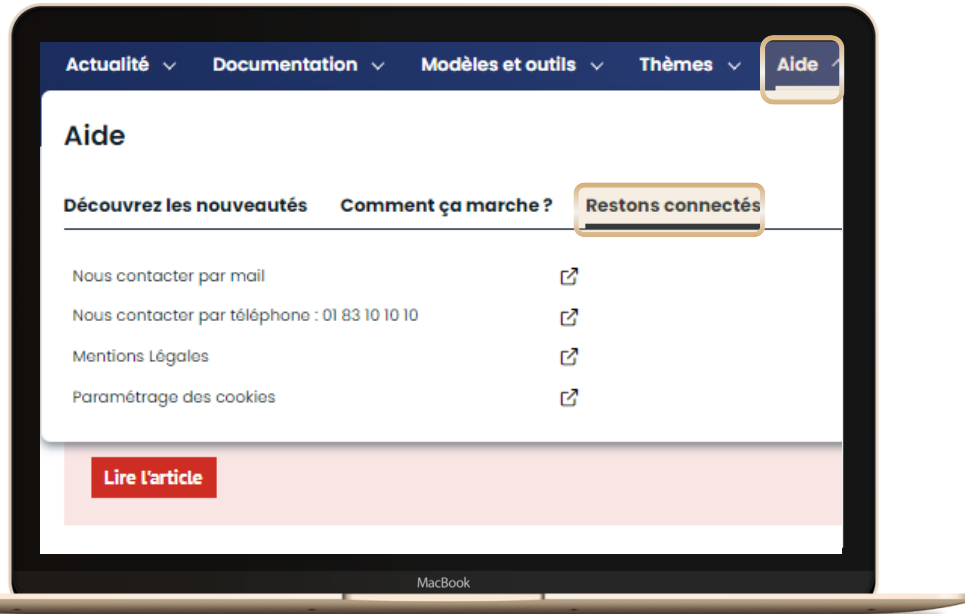 Actualité Documentation Modèles et outils Thèmes Aide
Aide
Découvrez les nouveautés Comment ça marche ? Restons connectés
Nous contacter par mail
Nous contacter par téléphone : 01 83 10 10 10
Mentions Légales
Paramétrage des cookies
Lire l'article
MacBook